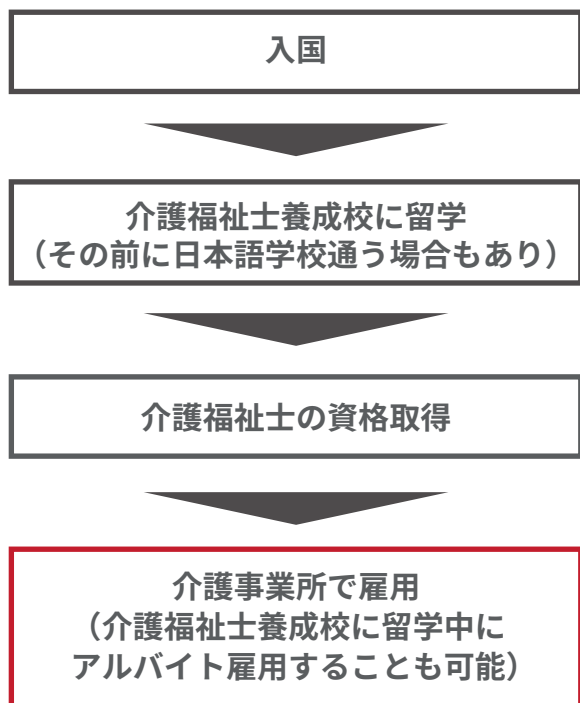 入国
介護福祉士養成校に留学
（その前に日本語学校通う場合もあり）
介護福祉士の資格取得
介護事業所で雇用
（介護福祉士養成校に留学中に
アルバイト雇用することも可能）